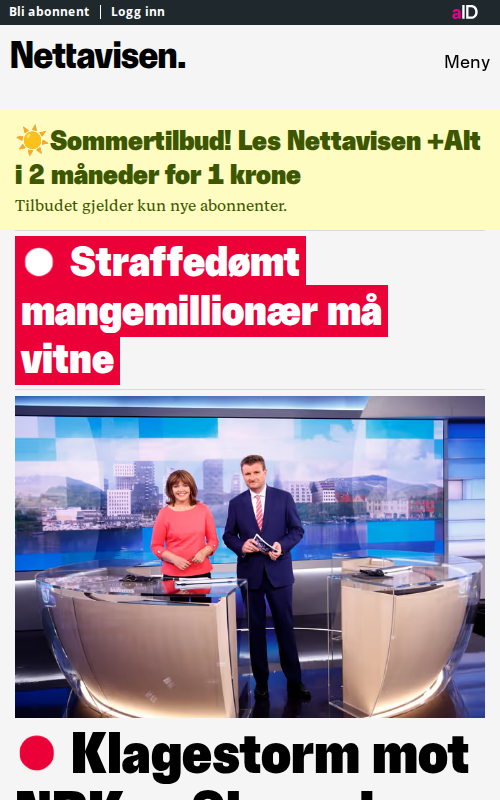 Bli abonnent Logg inn aID
Nettavisen.
Meny
Sommertilbud! Les Nettavisen +Alt
i 2 måneder for 1 krone
Tilbudet gjelder kun nye abonnenter.
Straffedømt
mangemillionær må
vitne
Klagestorm mot